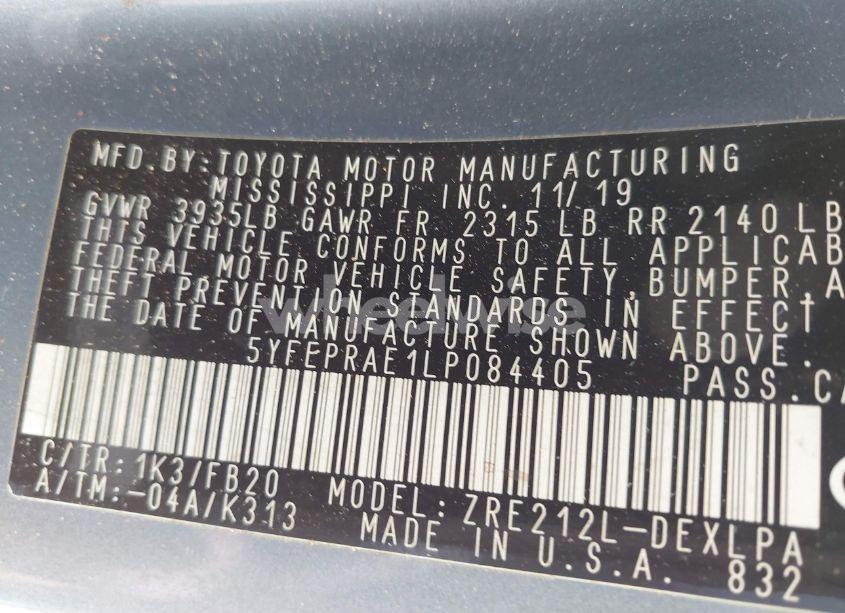 MFD.BY:TOYOTA MOTOR MANUFACTURING
MISSISSIPPI INC. 11/19
GVWR 3935LB GAWR FR 2315 LB RR 2140 LB
THIS VEHICLE CONFORMS TO ALL APPLICAB
FEDERAL MOTOR VEHICLE SAFETY,BUMPER,A
THEFT PREVENTION STANDARDS IN EFFECT
THE DATE OF MANUFACTURE SHOWN ABOVE.
wheelwise
5YFEPRAE1LP084405 PASS.CA
C/TR: 1K3/FB20 MODEL: ZRE212L-DEXLPA
A/TM:-04A/K313 MADE IN U.S.A. 832